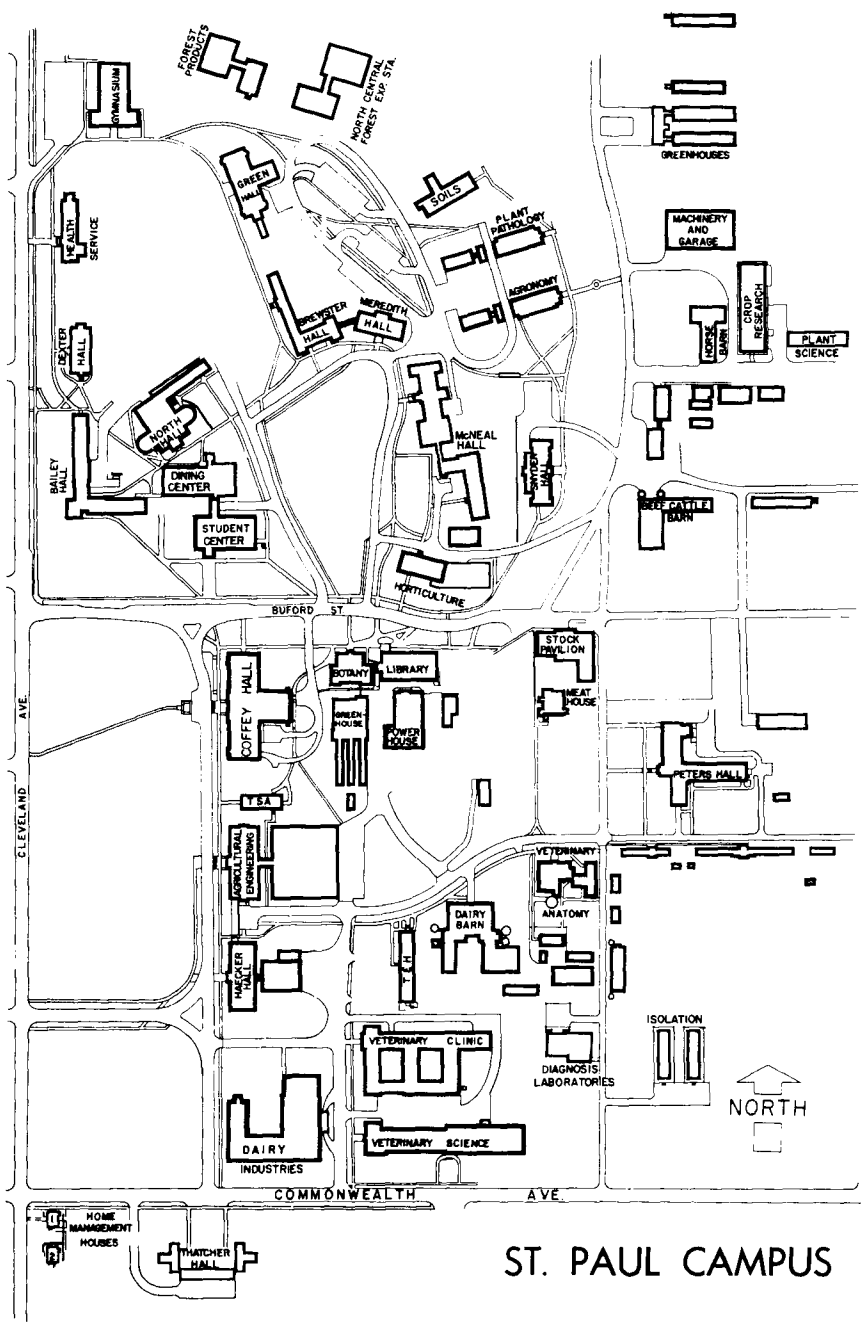 FOREST
PRODUCTS
NORTH CENTRAL
FOREST EXP. STA.
GYMNASIUM
GREENHOUSES
GREEN
HALL
SOILS
PLANT
PATHOLOGY
MACHINERY
AND
GARAGE
HEALTH
SERVICE
AGRONOMY
CROP
RESEARCH
BREWSTER
HALL
MEREDITH
HALL
HORSE
BARN
PLANT
SCIENCE
DEXTER
HALL
NORTH
HALL
McNEAL
HALL
SNYDER
HALL
BAILEY
HALL
DINING
CENTER
STUDENT
CENTER
BEEF CATTLE
BARN
HORTICULTURE
BUFORD ST.
STOCK
PAVILION
COFFEY HALL
BOTANY
LIBRARY
MEAT
HOUSE
GREEN-
HOUSE
POWER
HOUSE
CLEVELAND AVE.
PETERS HALL
TSA
AGRICULTURAL
ENGINEERING
VETERINARY
ANATOMY
DAIRY
BARN
HAECKER
HALL
T E H
ISOLATION
VETERINARY CLINIC
DIAGNOSIS
LABORATORIES
NORTH
DAIRY
INDUSTRIES
VETERINARY SCIENCE
COMMONWEALTH AVE.
1
HOME
MANAGEMENT
HOUSES
2
THATCHER
HALL
ST. PAUL CAMPUS